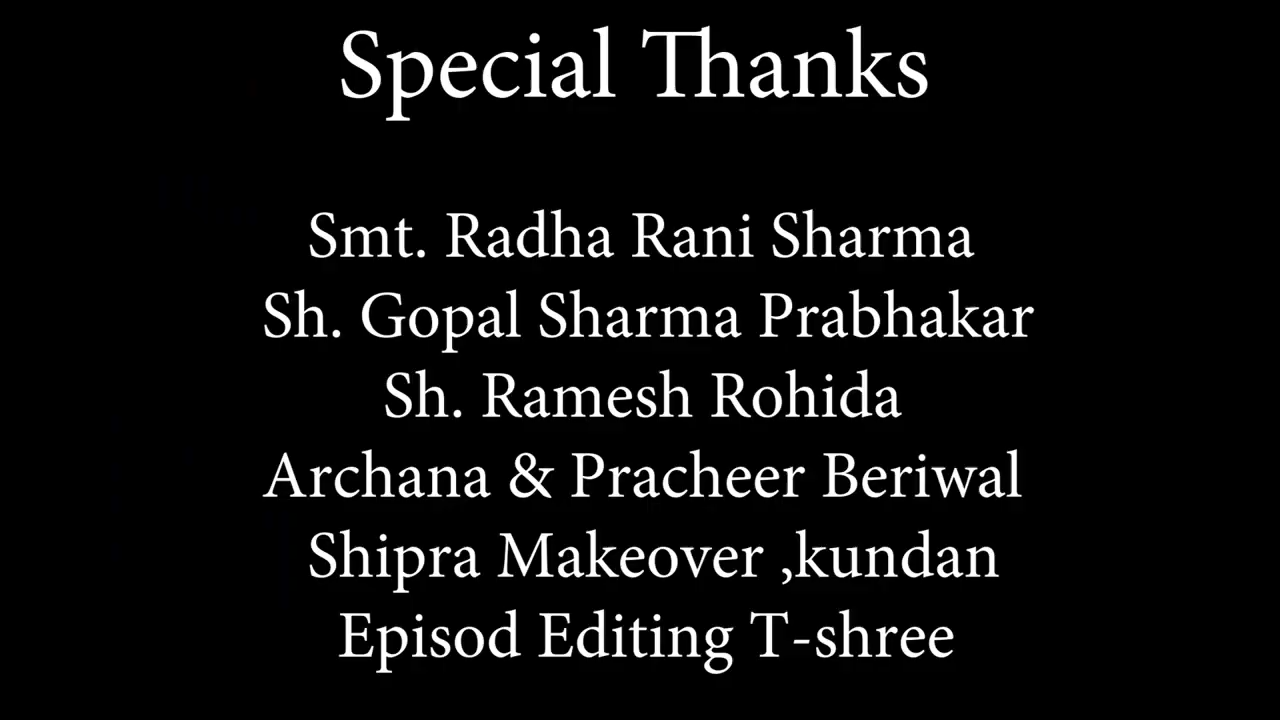 Special Thanks
Smt. Radha Rani Sharma
Sh. Gopal Sharma Prabhakar
Sh. Ramesh Rohida
Archana & Pracheer Beriwal
Shipra Makeover ,kundan
Episod Editing T-shree